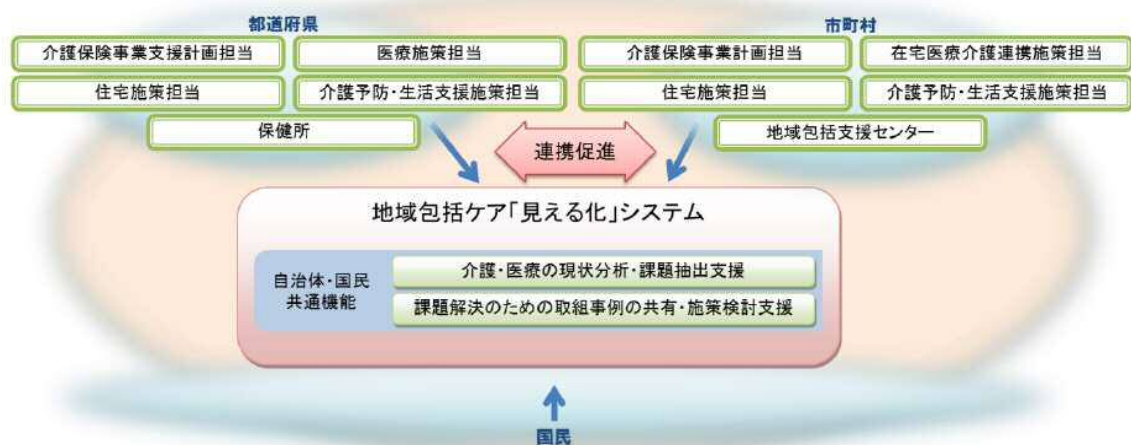 都道府県
介護保険事業支援計画担当
医療施策担当
住宅施策担当
介護予防・生活支援施策担当
保健所
市町村
介護保険事業計画担当
在宅医療介護連携施策担当
住宅施策担当
介護予防・生活支援施策担当
地域包括支援センター
連携促進
地域包括ケア「見える化」システム
自治体・国民
共通機能
介護・医療の現状分析・課題抽出支援
課題解決のための取組事例の共有・施策検討支援
国民